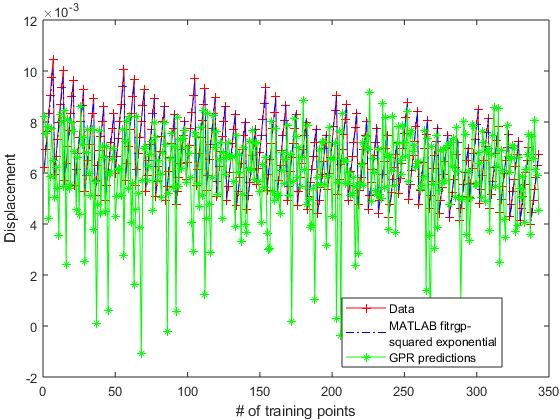 12 ×10⁻³
10
8
6
4
2
0
-2
Displacement
0 50 100 150 200 250 300 350
# of training points
Data
MATLAB fitrgp-
squared exponential
GPR predictions